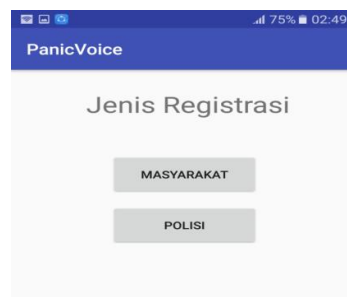 75% 02:49
PanicVoice
Jenis Registrasi
MASYARAKAT
POLISI